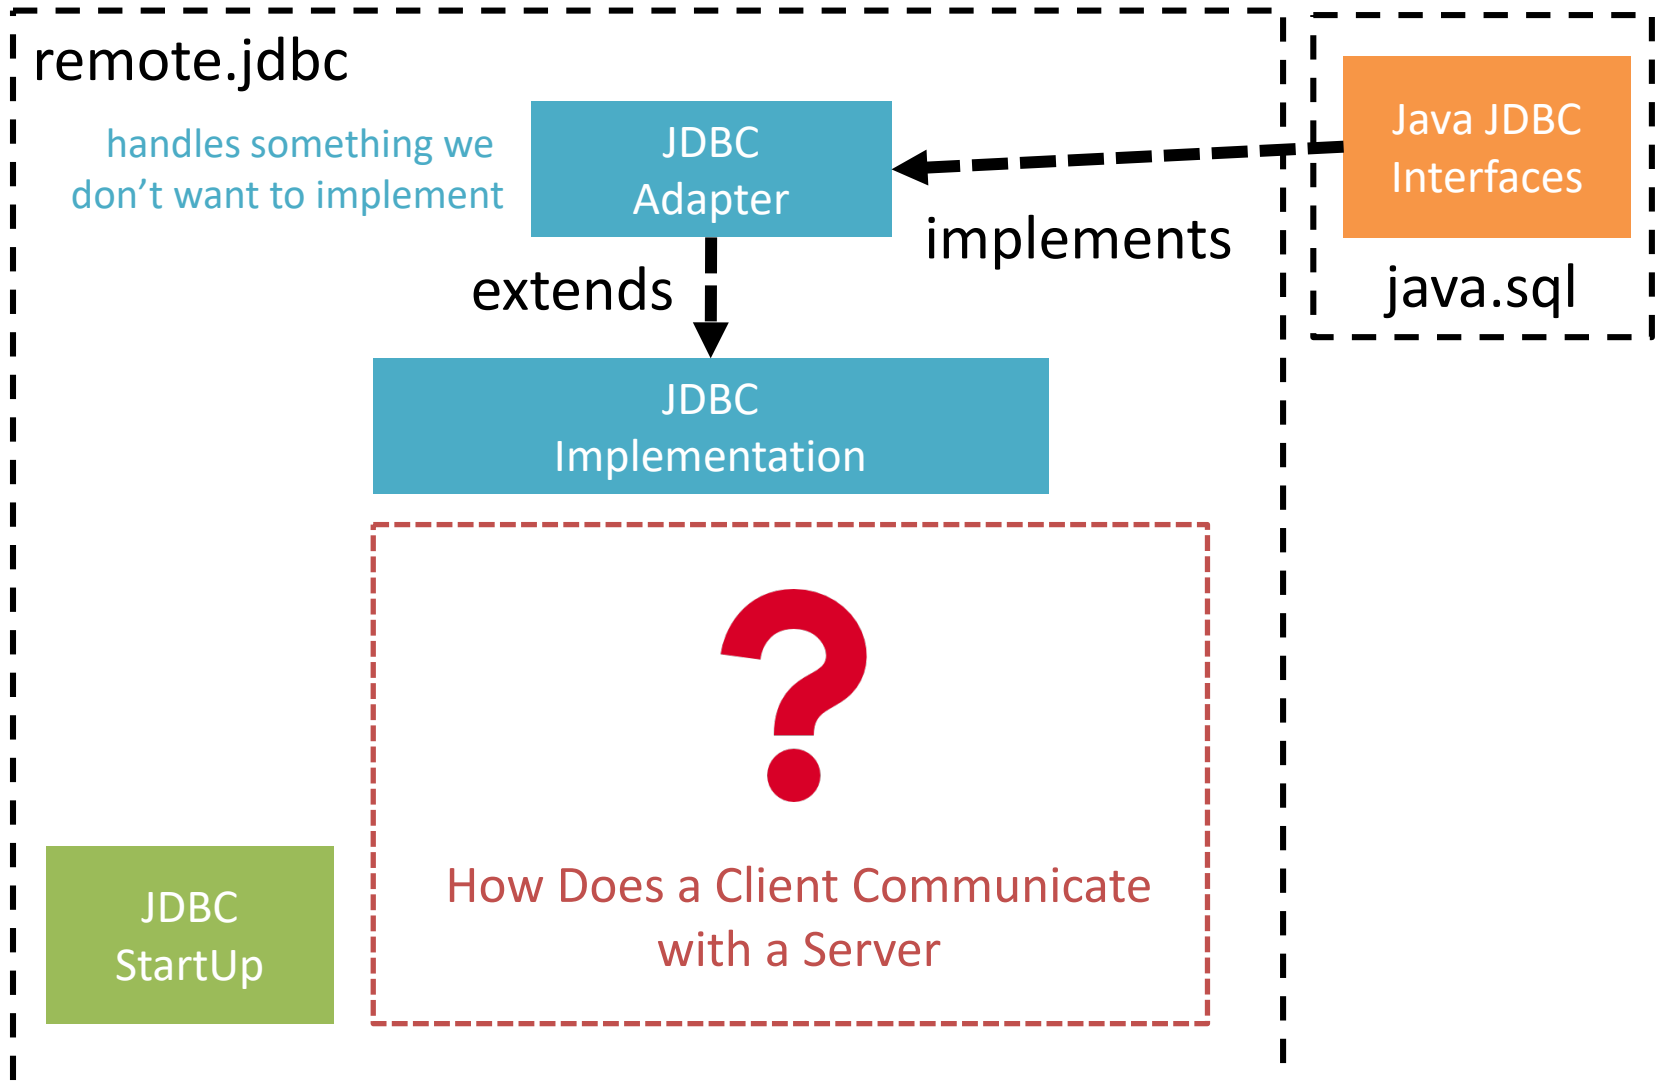 remote.jdbc
handles something we
don’t want to implement
JDBC
Adapter
Java JDBC
Interfaces
implements
java.sql
extends
JDBC
Implementation
?
How Does a Client Communicate
with a Server
JDBC
StartUp